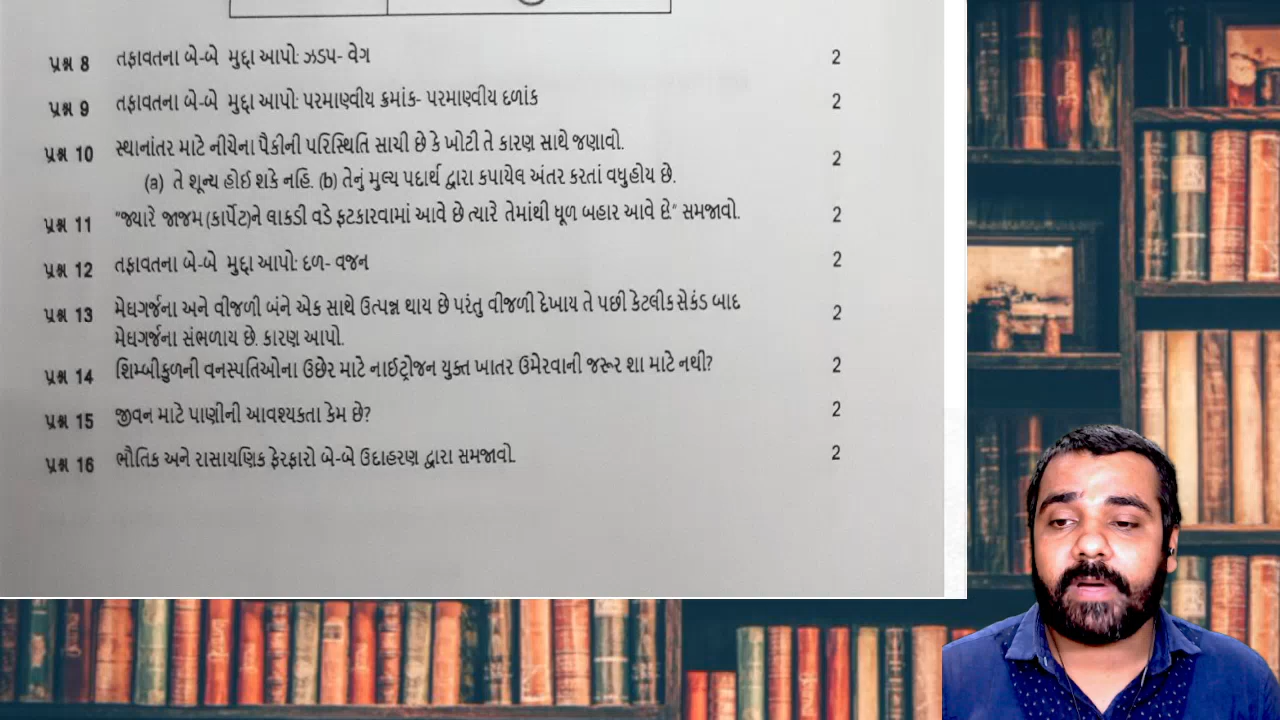 પ્રશ્ન 8 તફાવતના બે-બે મુદ્દા આપો: ઝડપ- વેગ 2
પ્રશ્ન 9 તફાવતના બે-બે મુદ્દા આપો: પરમાણ્વીય ક્રમાંક- પરમાણ્વીય દળાંક 2
પ્રશ્ન 10 સ્થાનાંતર માટે નીચેના પૈકીની પરિસ્થિતિ સાચી છે કે ખોટી તે કારણ સાથે જણાવો. 2
(a) તે શૂન્ય હોઈ શકે નહિ. (b) તેનું મુલ્ય પદાર્થ દ્વારા કપાયેલ અંતર કરતાં વધુ હોય છે.
પ્રશ્ન 11 “જ્યારે જાજમ (કાર્પેટ)ને લાકડી વડે ફટકારવામાં આવે છે ત્યારે તેમાંથી ધૂળ બહાર આવે છે.” સમજાવો. 2
પ્રશ્ન 12 તફાવતના બે-બે મુદ્દા આપો: દળ- વજન 2
પ્રશ્ન 13 મેઘગર્જના અને વીજળી બંને એક સાથે ઉત્પન્ન થાય છે પરંતુ વીજળી દેખાય તે પછી કેટલીક સેકંડ બાદ 2
મેઘગર્જના સંભળાય છે. કારણ આપો.
પ્રશ્ન 14 શિમ્બીકુળની વનસ્પતિઓના ઉછેર માટે નાઈટ્રોજન યુક્ત ખાતર ઉમેરવાની જરૂર શા માટે નથી? 2
પ્રશ્ન 15 જીવન માટે પાણીની આવશ્યકતા કેમ છે? 2
પ્રશ્ન 16 ભૌતિક અને રાસાયણિક ફેરફારો બે-બે ઉદાહરણ દ્વારા સમજાવો. 2